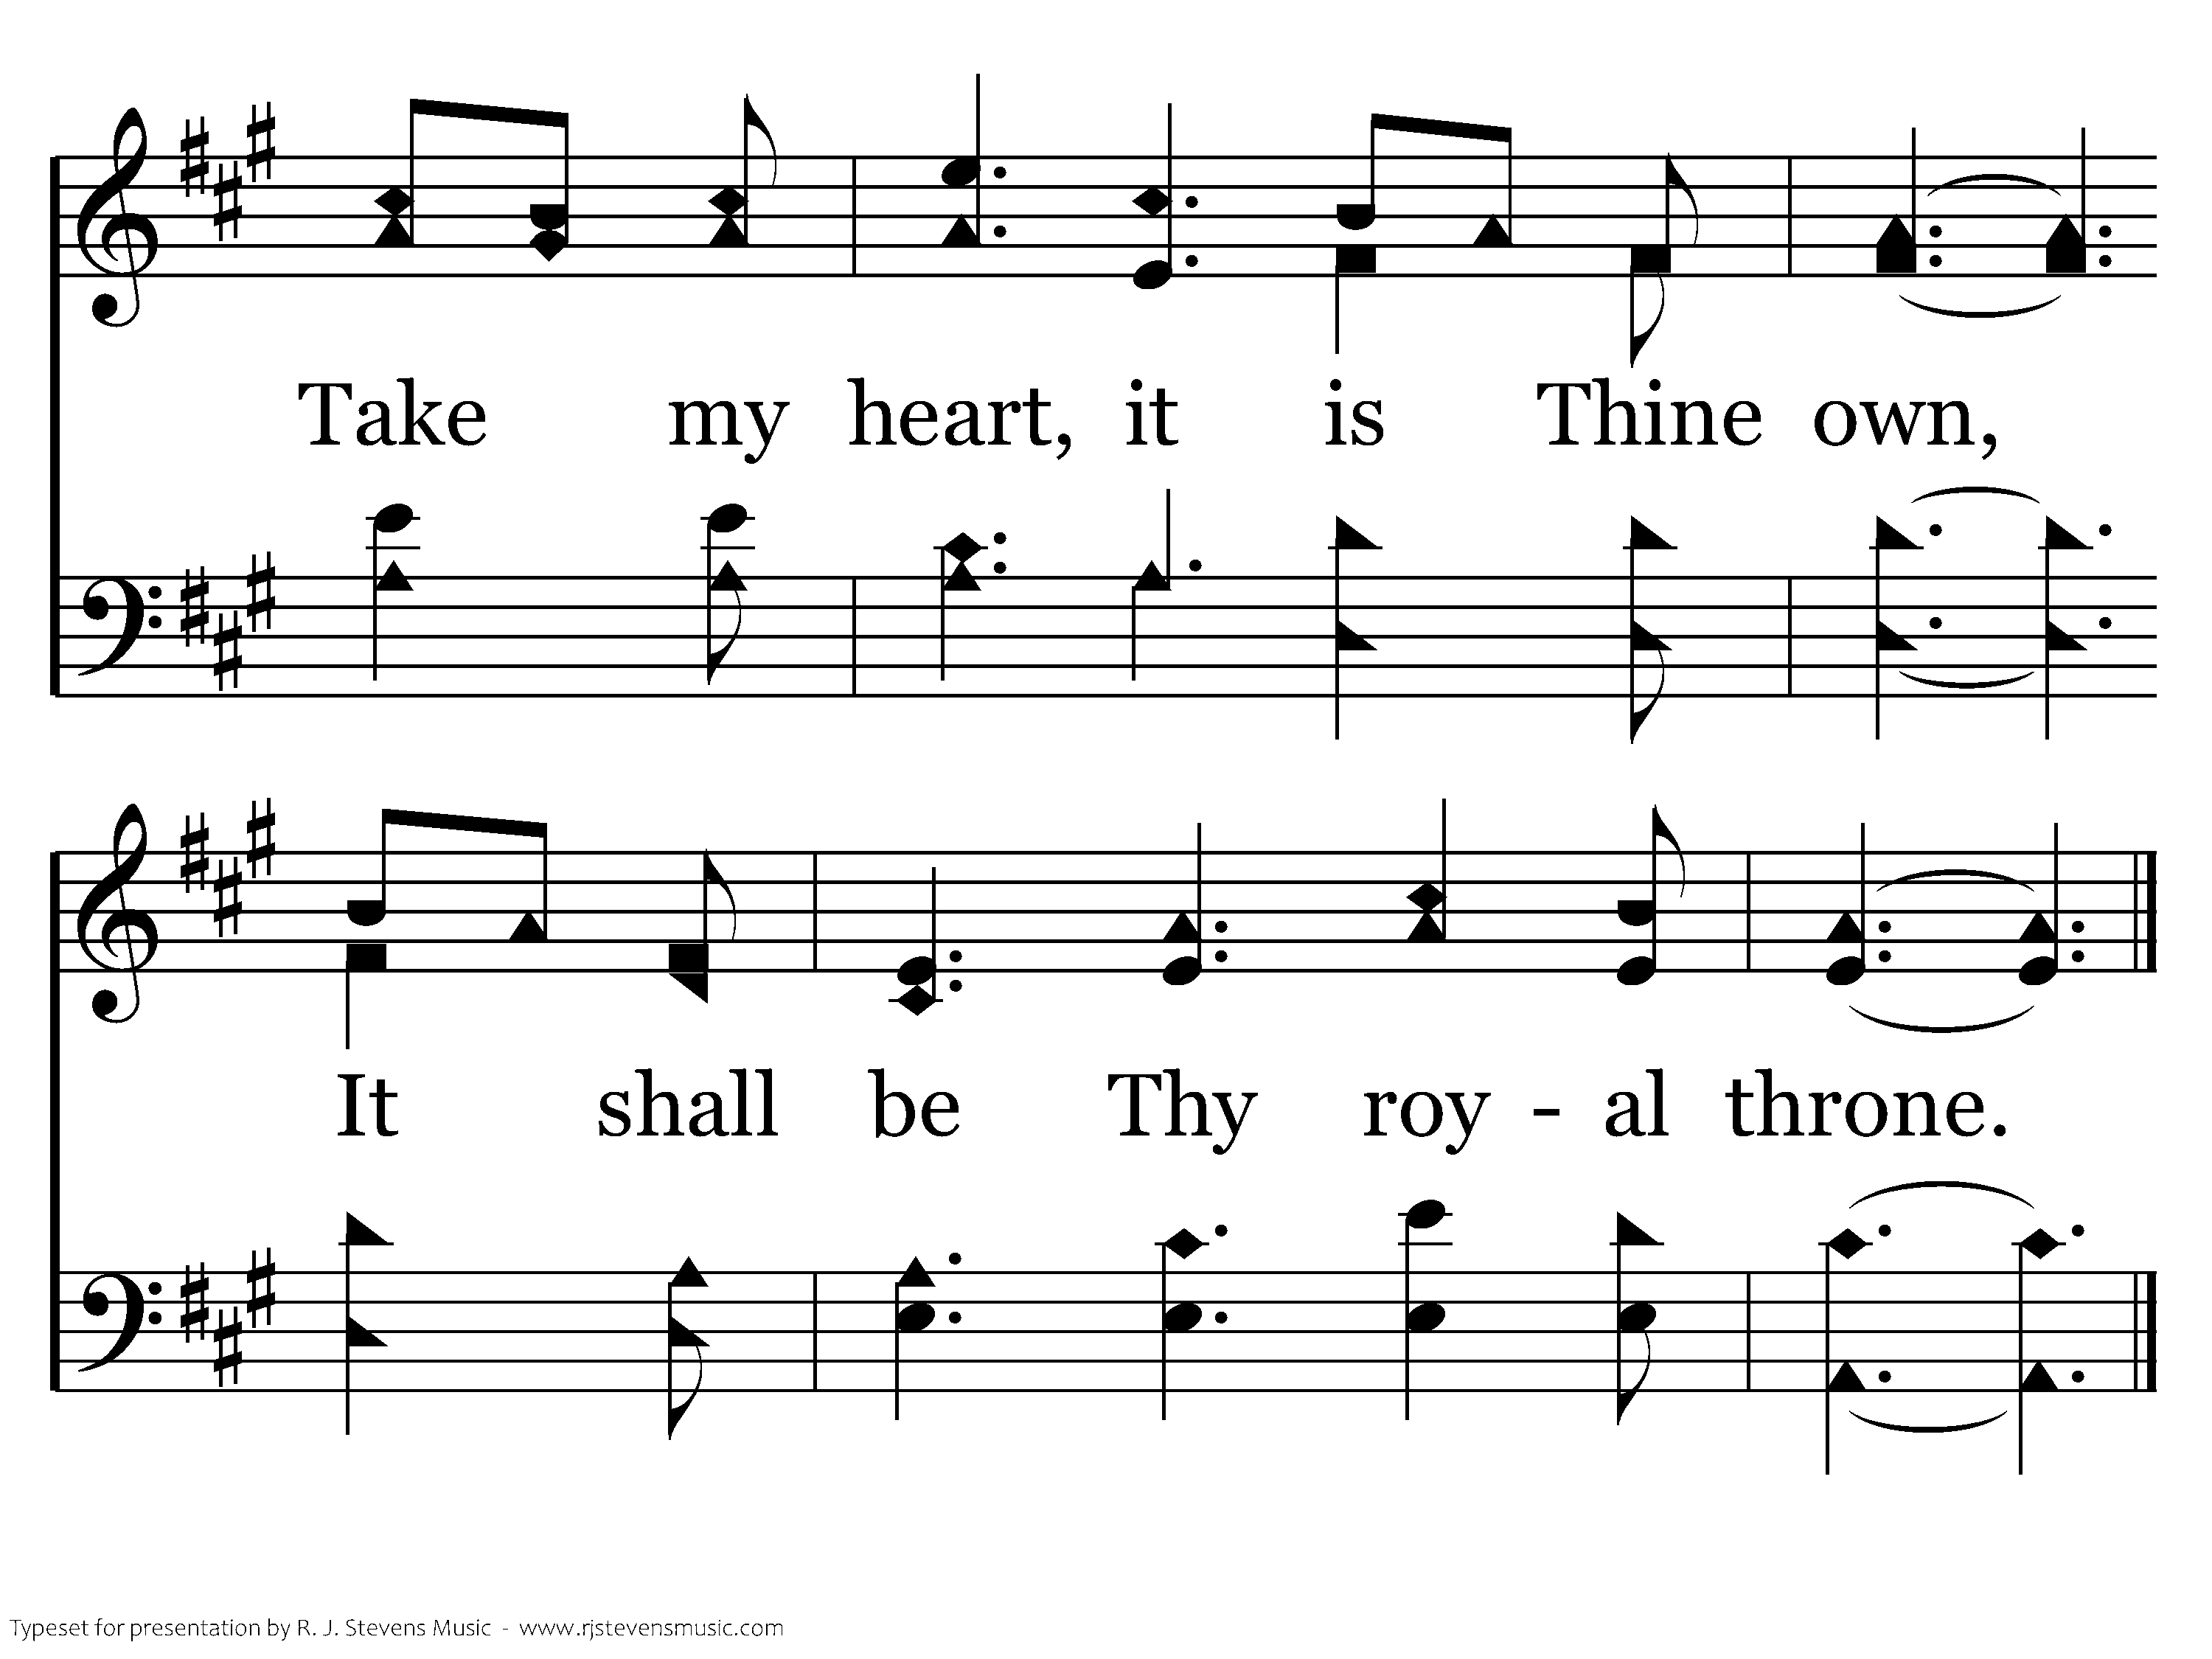 Take my heart, it is Thine own,
It shall be Thy roy - al throne.
Typeset for presentation by R. J. Stevens Music - www.rjstevensmusic.com